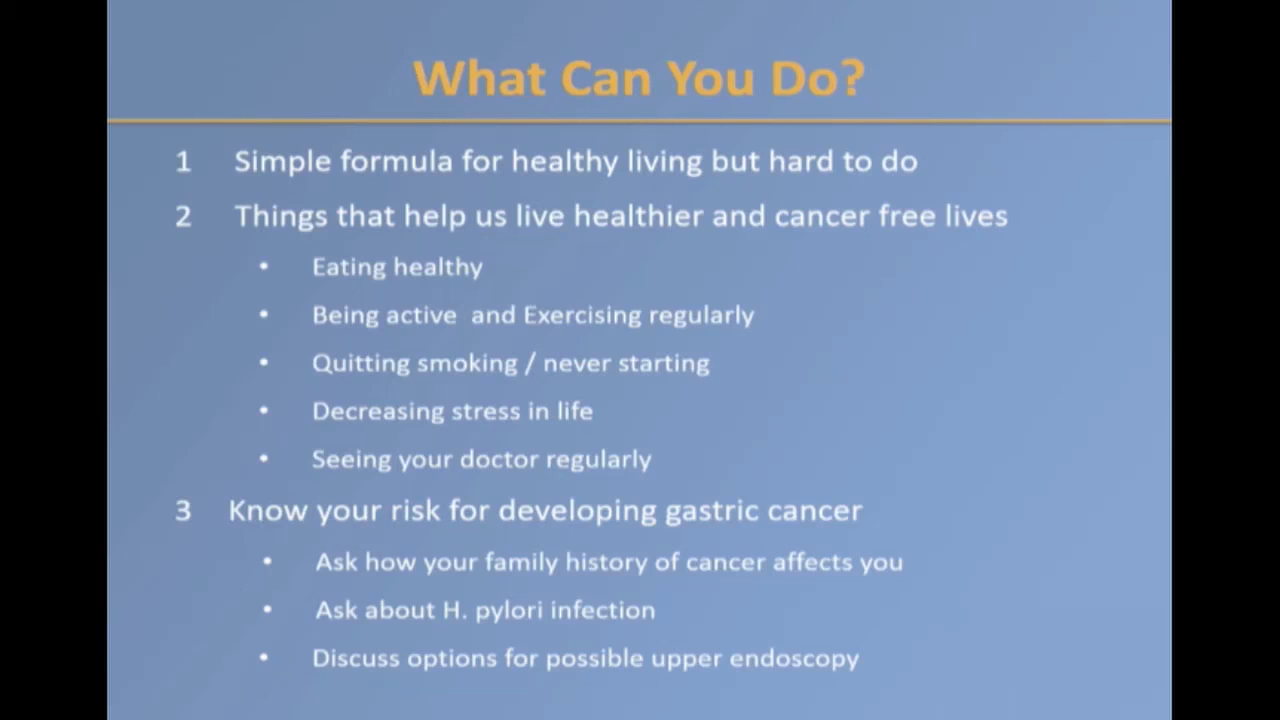 What Can You Do?
1 Simple formula for healthy living but hard to do
2 Things that help us live healthier and cancer free lives
• Eating healthy
• Being active  and Exercising regularly
• Quitting smoking / never starting
• Decreasing stress in life
• Seeing your doctor regularly
3 Know your risk for developing gastric cancer
• Ask how your family history of cancer affects you
• Ask about H. pylori infection
• Discuss options for possible upper endoscopy